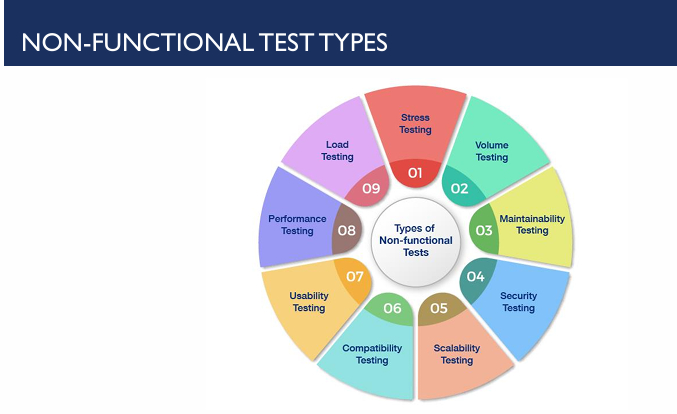 NON-FUNCTIONAL TEST TYPES
Stress
Testing
01
Volume
Testing
02
Maintainability
Testing
03
Security
Testing
04
Scalability
Testing
05
Compatibility
Testing
06
Usability
Testing
07
Performance
Testing
08
Load
Testing
09
Types of
Non-functional
Tests